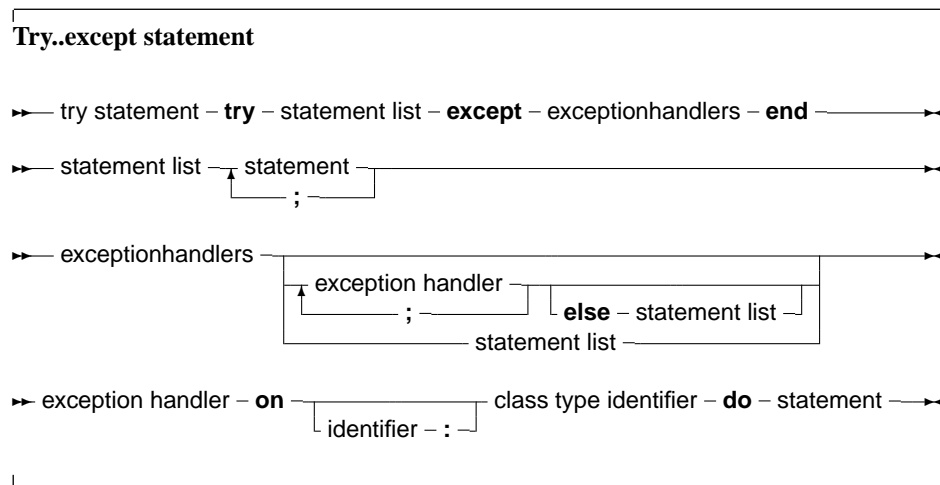 Try..except statement
try statement – try – statement list – except – exceptionhandlers – end
statement list statement
;
exceptionhandlers
exception handler
; else – statement list
statement list
exception handler – on class type identifier – do – statement
identifier – :